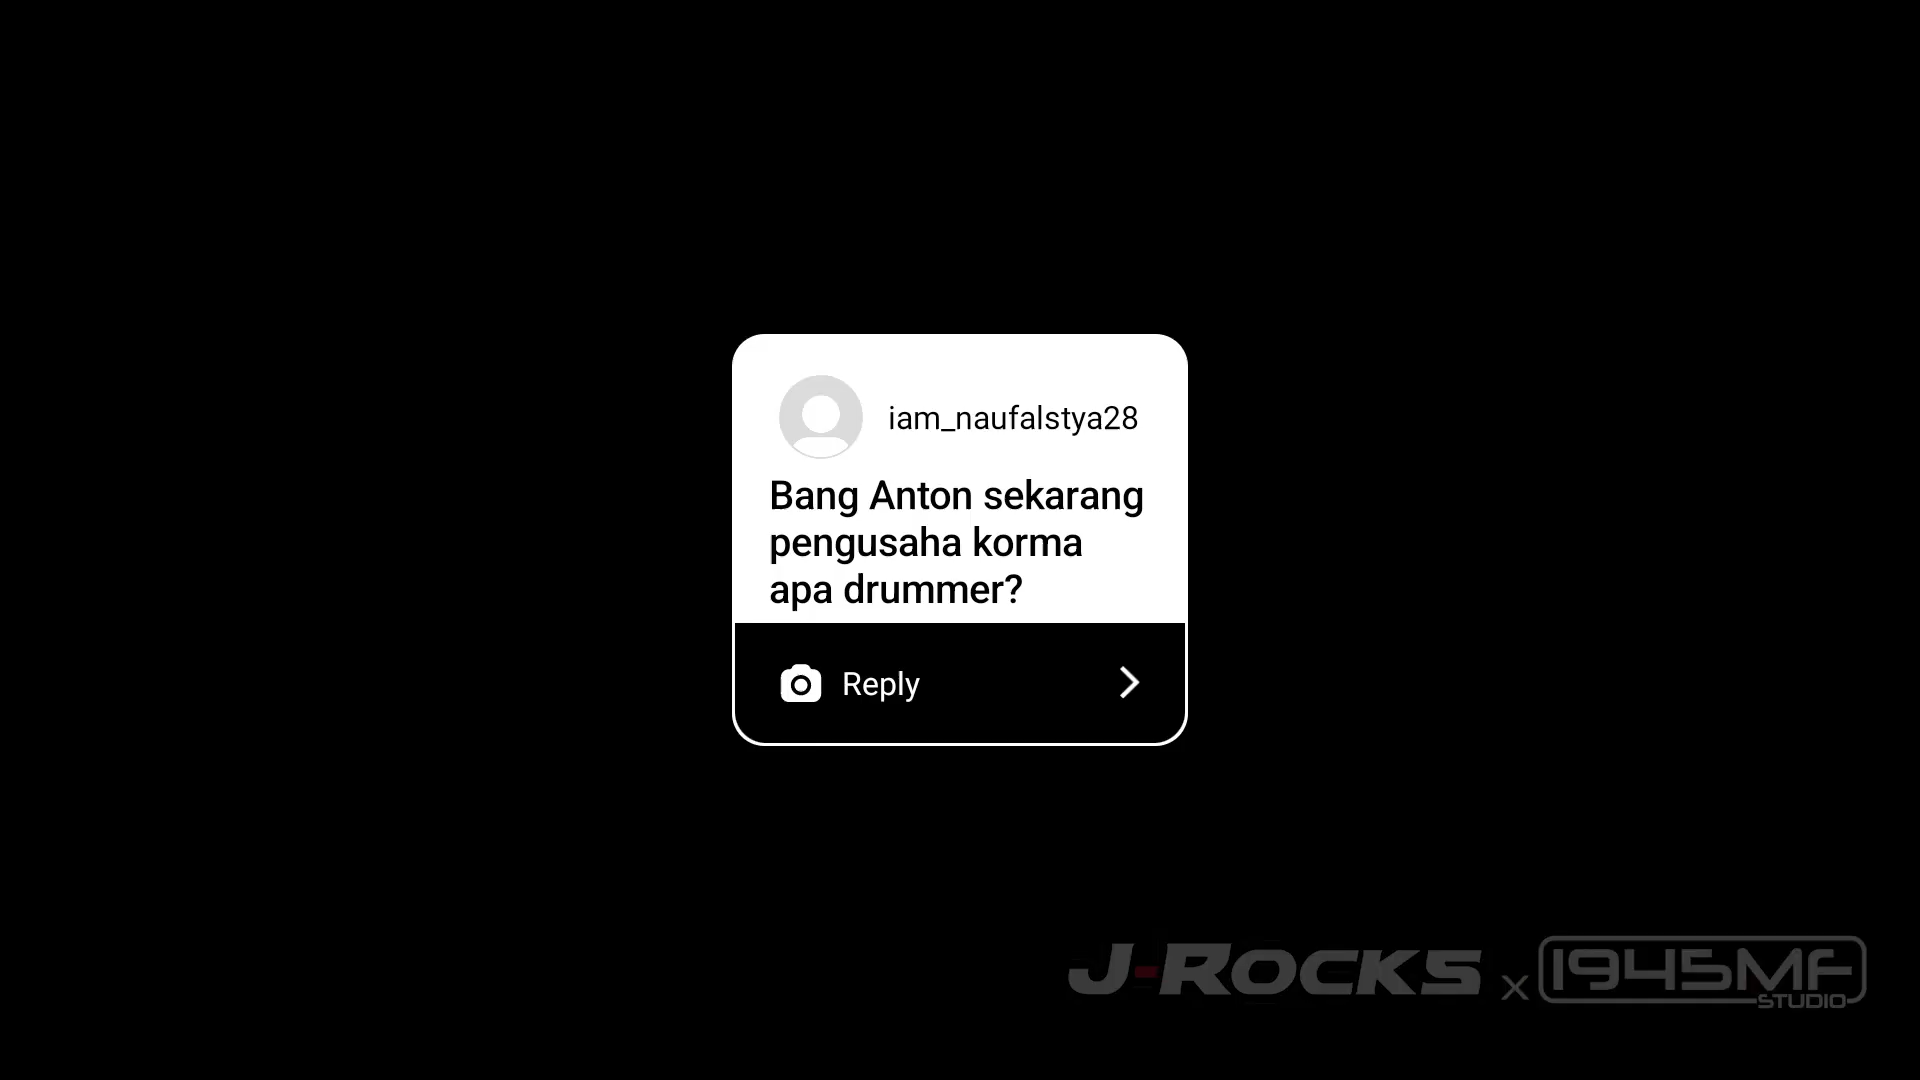 iam_naufalstya28
Bang Anton sekarang
pengusaha korma
apa drummer?
Reply
J-ROCKS x 1945MF
STUDIO